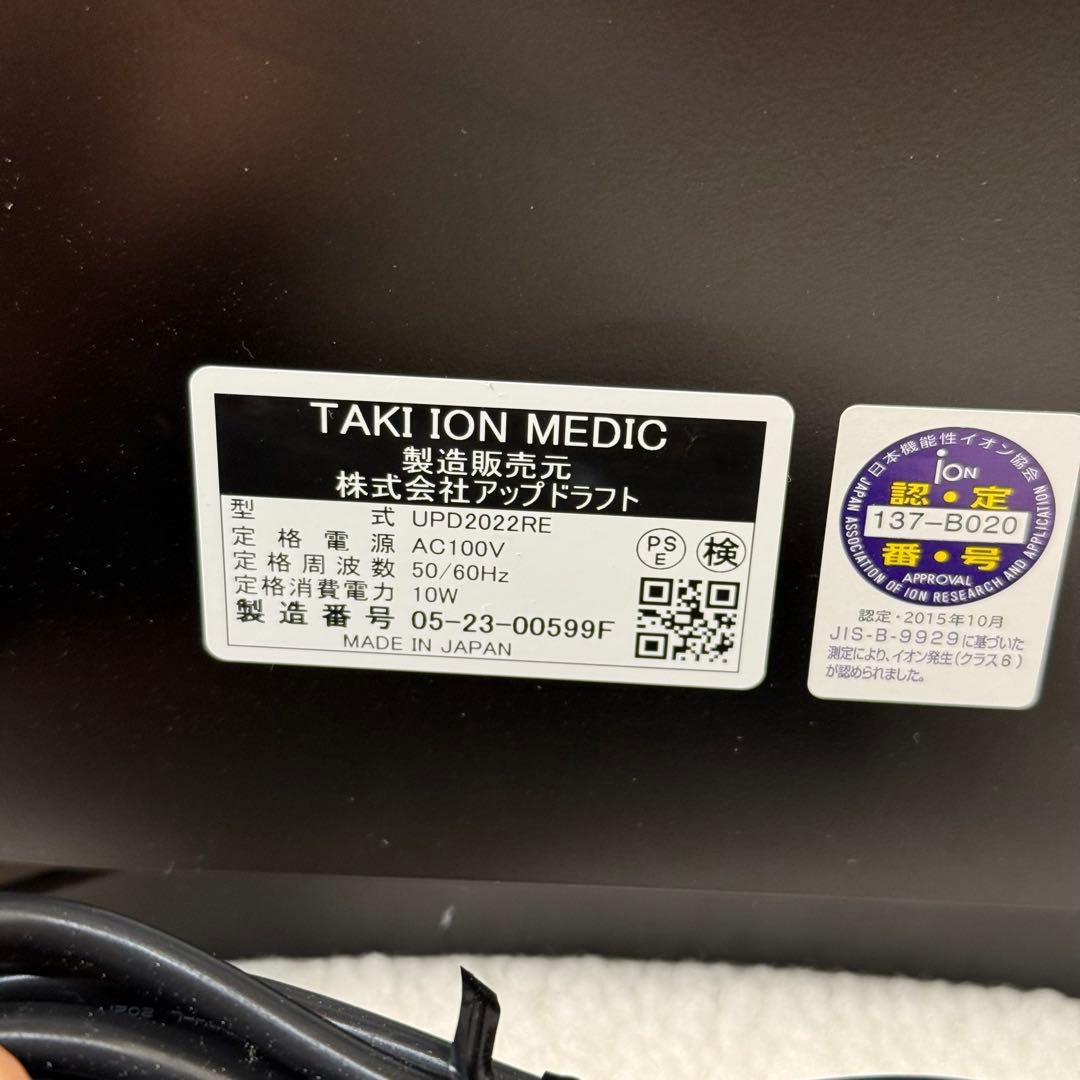 TAKI ION MEDIC
製造販売元
株式会社アップドラフト
型式 UPD2022RE
定格電源 AC100V
定格周波数 50/60Hz
定格消費電力 10W
製造番号 05-23-00599F
MADE IN JAPAN
PS
E
検
日本機能性イオン協会
iON
認・定
137-B020
番・号
APPROVAL
JAPAN ASSOCIATION OF ION RESEARCH AND APPLICATION
認定・2015年10月
JIS-B-9929に基づいた
測定により、イオン発生(クラス6)
が認められました。